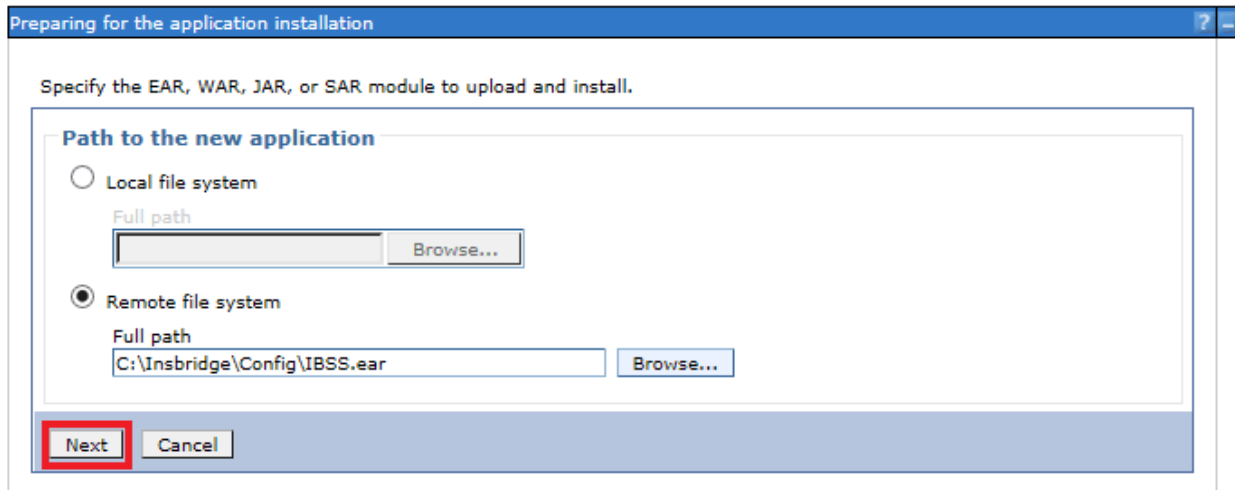 Preparing for the application installation ? –
Specify the EAR, WAR, JAR, or SAR module to upload and install.
Path to the new application
Local file system
Full path
Browse...
Remote file system
Full path
C:\Insbridge\Config\IBSS.ear Browse...
Next Cancel